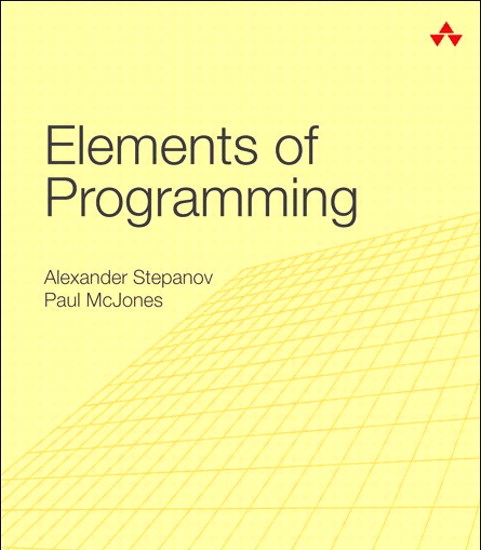 Elements of
Programming
Alexander Stepanov
Paul McJones